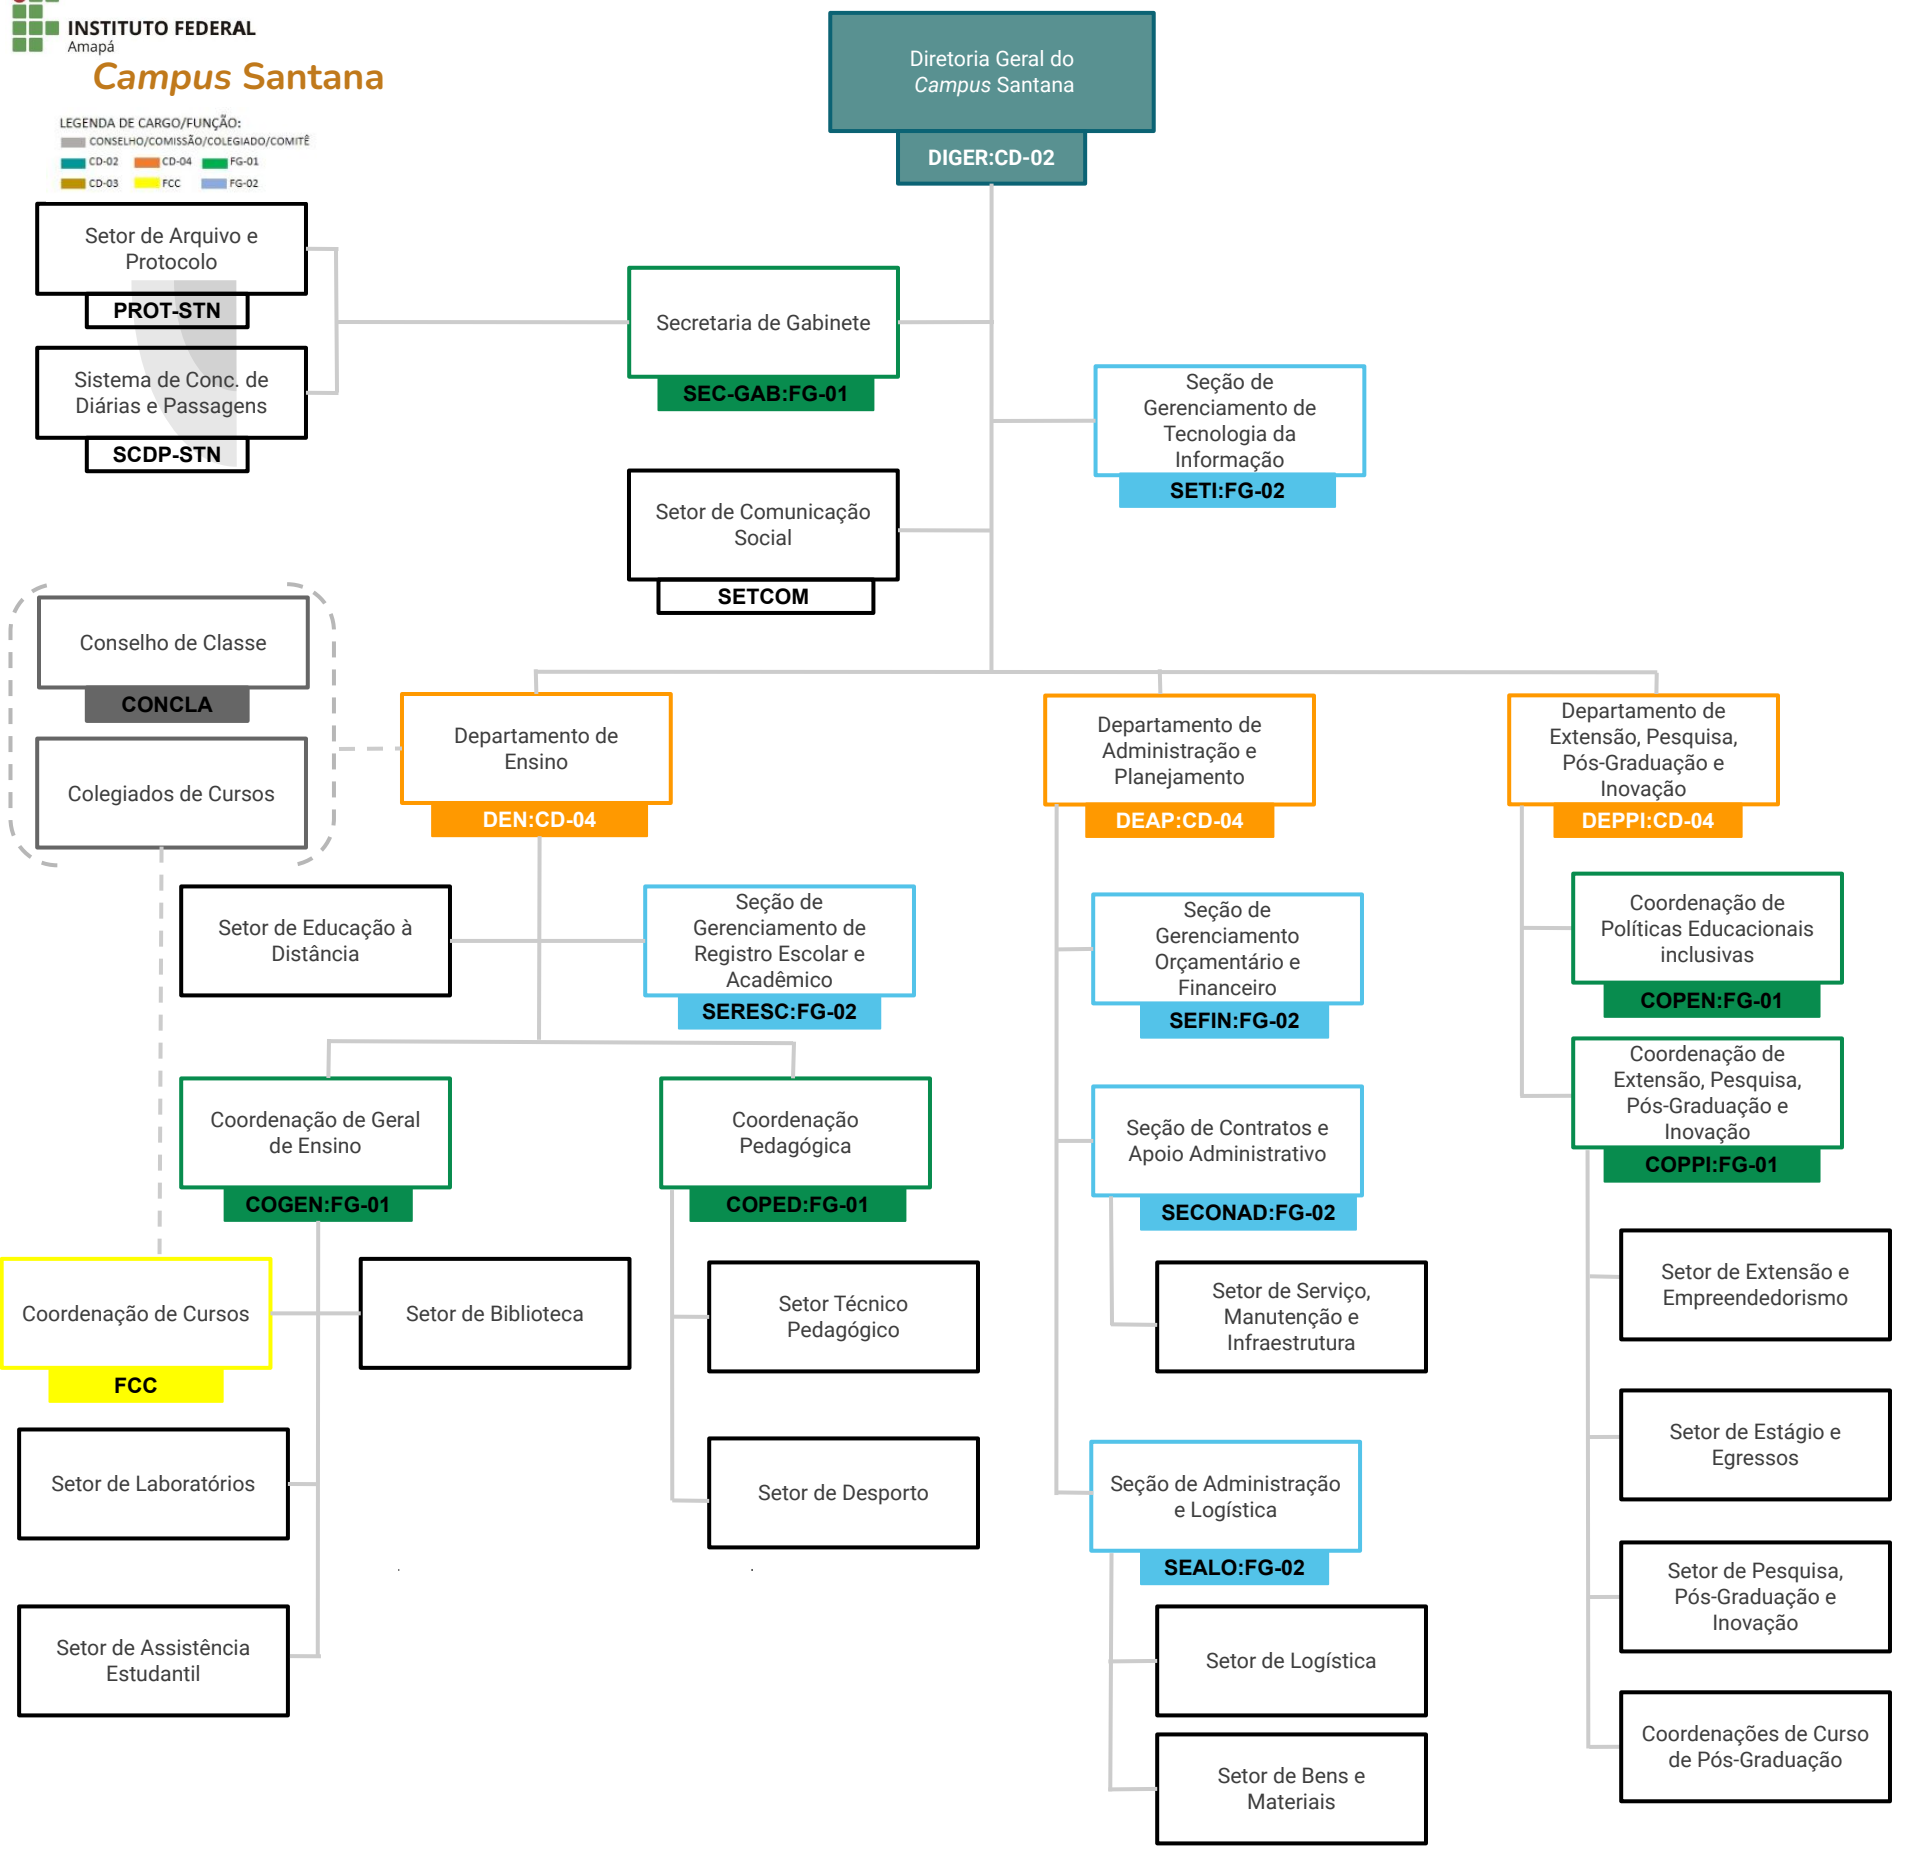 INSTITUTO FEDERAL
Amapá
Campus Santana
LEGENDA DE CARGO/FUNÇÃO:
CONSELHO/COMISSÃO/COLEGIADO/COMITÊ
CD-02 CD-04 FG-01
CD-03 FCC FG-02
Diretoria Geral do
Campus Santana
DIGER:CD-02
Setor de Arquivo e
Protocolo
PROT-STN
Sistema de Conc. de
Diárias e Passagens
SCDP-STN
Secretaria de Gabinete
SEC-GAB:FG-01
Seção de
Gerenciamento de
Tecnologia da
Informação
SETI:FG-02
Setor de Comunicação
Social
SETCOM
Conselho de Classe
CONCLA
Colegiados de Cursos
Departamento de
Ensino
DEN:CD-04
Departamento de
Administração e
Planejamento
DEAP:CD-04
Departamento de
Extensão, Pesquisa,
Pós-Graduação e
Inovação
DEPPI:CD-04
Setor de Educação à
Distância
Seção de
Gerenciamento de
Registro Escolar e
Acadêmico
SERESC:FG-02
Seção de
Gerenciamento
Orçamentário e
Financeiro
SEFIN:FG-02
Coordenação de
Políticas Educacionais
inclusivas
COPEN:FG-01
Coordenação de Geral
de Ensino
COGEN:FG-01
Coordenação
Pedagógica
COPED:FG-01
Seção de Contratos e
Apoio Administrativo
SECONAD:FG-02
Coordenação de
Extensão, Pesquisa,
Pós-Graduação e
Inovação
COPPI:FG-01
Coordenação de Cursos
FCC
Setor de Biblioteca
Setor Técnico
Pedagógico
Setor de Serviço,
Manutenção e
Infraestrutura
Setor de Extensão e
Empreendedorismo
Setor de Laboratórios
Setor de Desporto
Seção de Administração
e Logística
SEALO:FG-02
Setor de Estágio e
Egressos
Setor de Assistência
Estudantil
Setor de Logística
Setor de Pesquisa,
Pós-Graduação e
Inovação
Setor de Bens e
Materiais
Coordenações de Curso
de Pós-Graduação